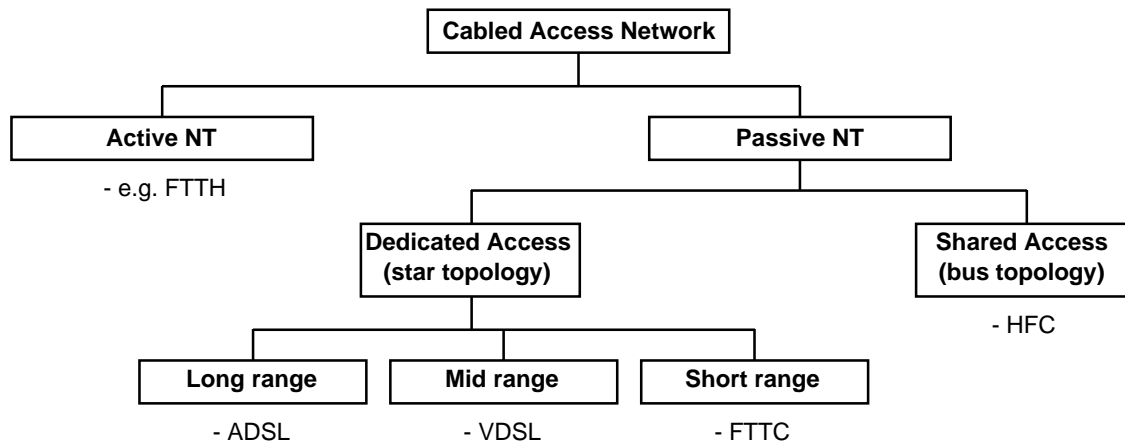 Cabled Access Network
Active NT
Passive NT
- e.g. FTTH
Dedicated Access
(star topology)
Shared Access
(bus topology)
- HFC
Long range
Mid range
Short range
- ADSL
- VDSL
- FTTC